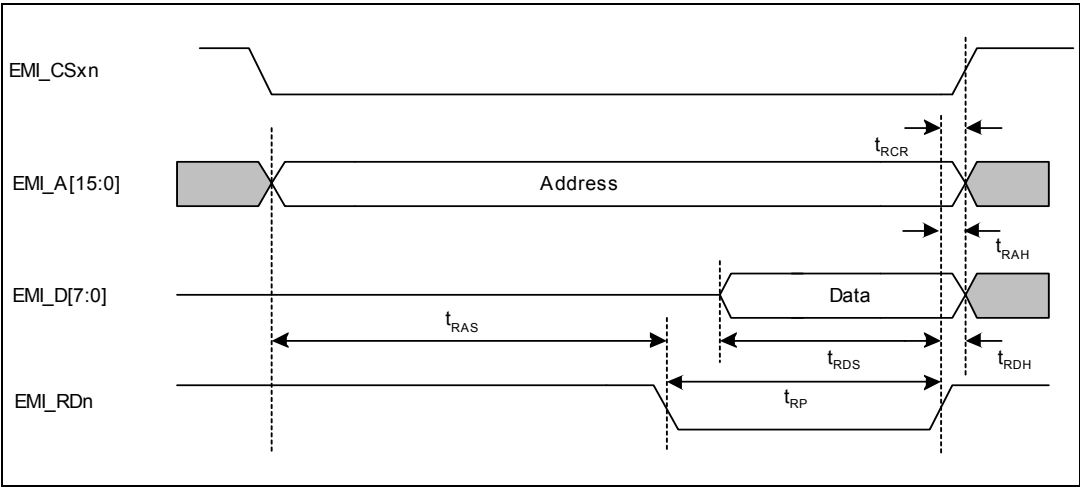 EMI_CSxn
tRCR
EMI_A[15:0]
Address
tRAH
EMI_D[7:0]
Data
tRAS
tRDS
tRDH
tRP
EMI_RDn